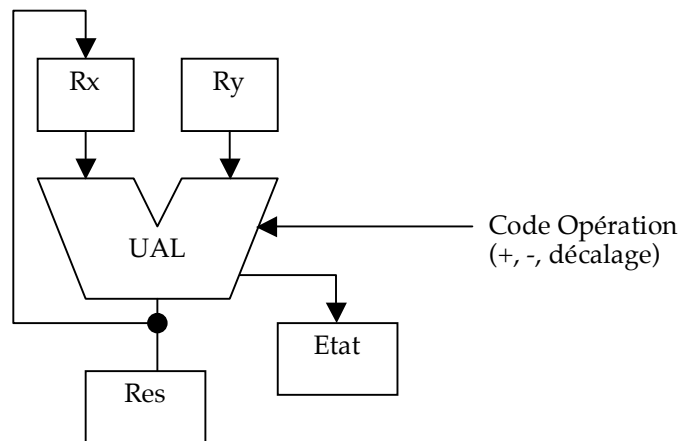 Rx
Ry
UAL
Code Opération
(+, -, décalage)
Etat
Res